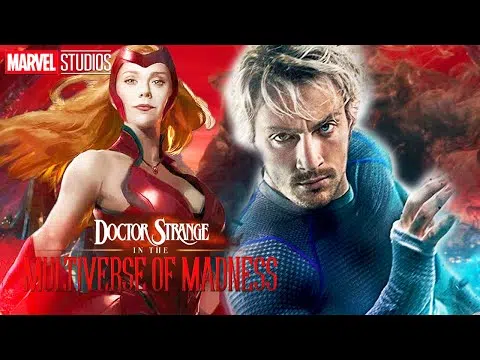 MARVEL STUDIOS
DOCTOR STRANGE
IN THE
MULTIVERSE OF MADNESS